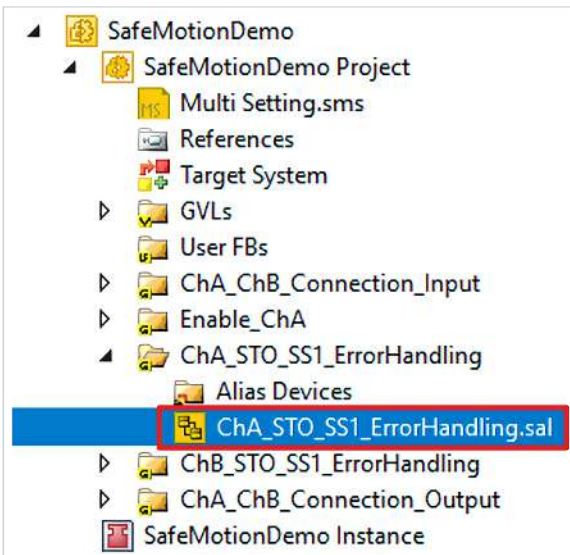 SafeMotionDemo
SafeMotionDemo Project
MS Multi Setting.sms
References
Target System
GVLs
User FBs
ChA_ChB_Connection_Input
Enable_ChA
ChA_STO_SS1_ErrorHandling
Alias Devices
ChA_STO_SS1_ErrorHandling.sal
ChB_STO_SS1_ErrorHandling
ChA_ChB_Connection_Output
SafeMotionDemo Instance